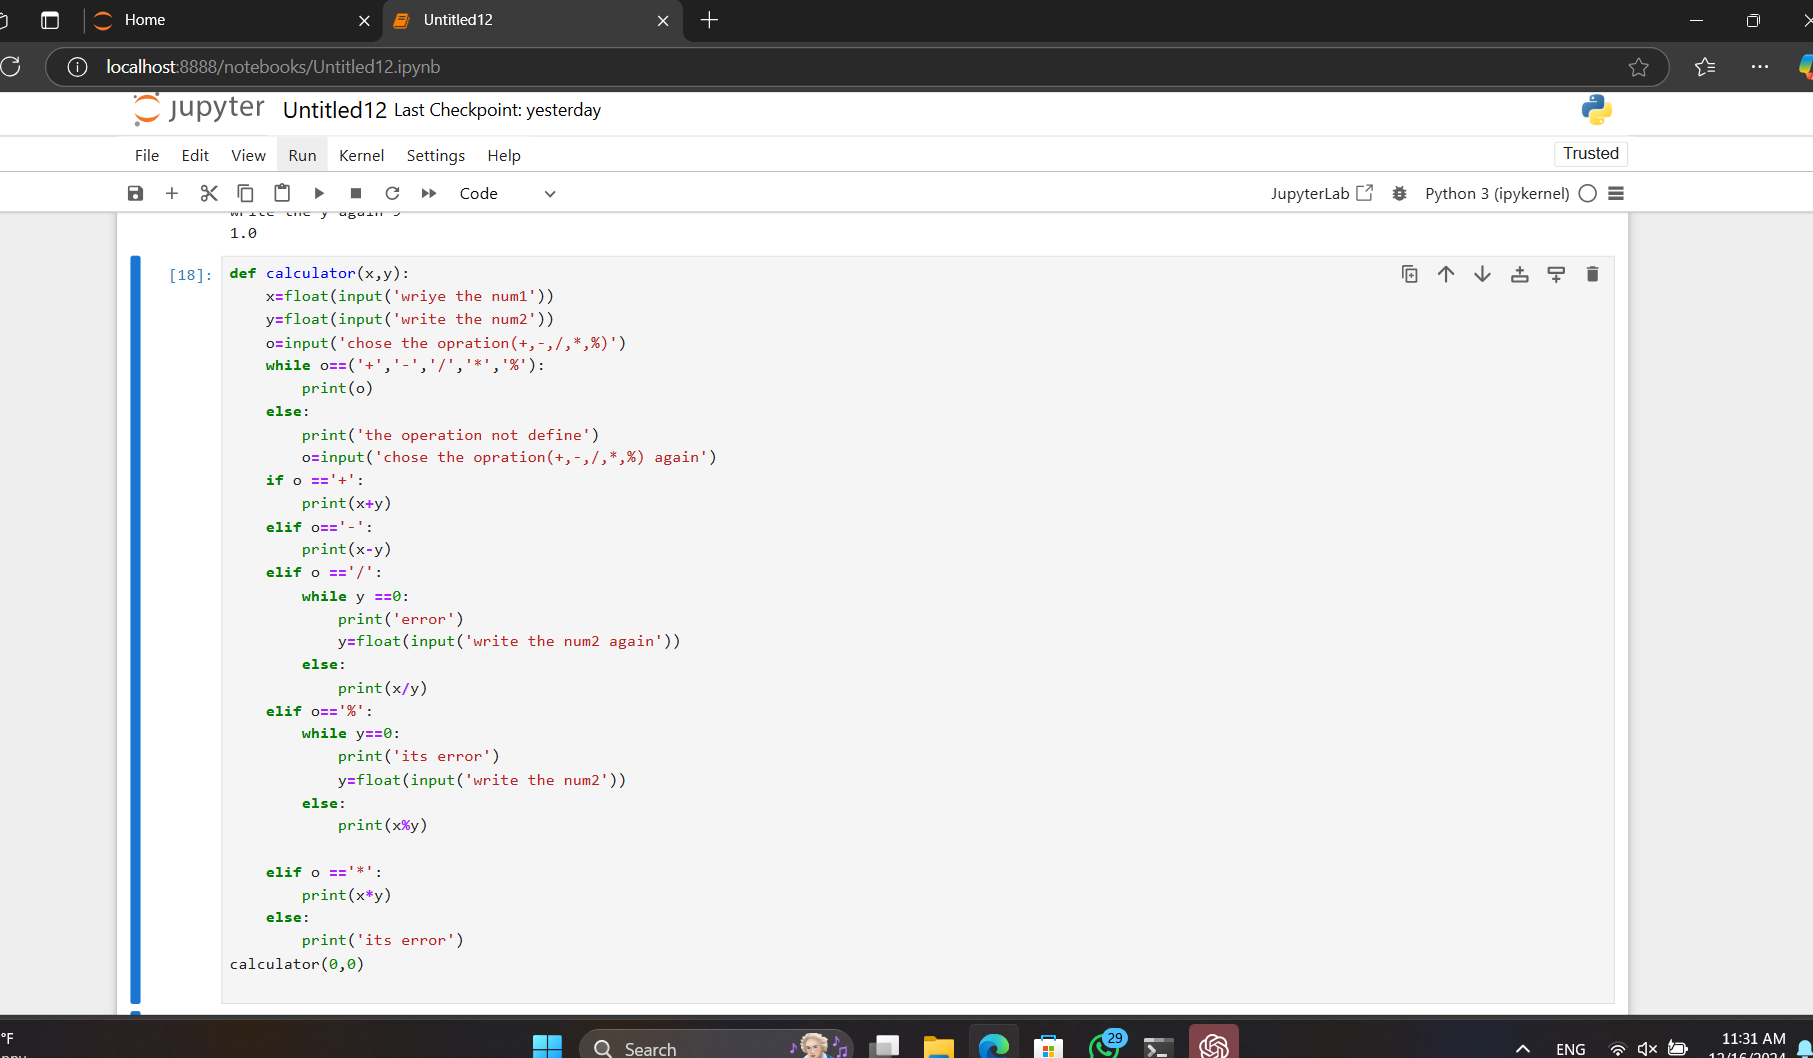 Home
Untitled12
localhost:8888/notebooks/Untitled12.ipynb
jupyter Untitled12 Last Checkpoint: yesterday
File Edit View Run Kernel Settings Help
Trusted
Code
JupyterLab
Python 3 (ipykernel)
1.0
[18]:
def calculator(x,y):
    x=float(input('wriye the num1'))
    y=float(input('write the num2'))
    o=input('chose the opration(+,-,/,*,%)')
    while o==('+','-','/','*','%'):
        print(o)
    else:
        print('the operation not define')
        o=input('chose the opration(+,-,/,*,%) again')
    if o =='+':
        print(x+y)
    elif o=='-':
        print(x-y)
    elif o =='/':
        while y ==0:
            print('error')
            y=float(input('write the num2 again'))
        else:
            print(x/y)
    elif o=='%':
        while y==0:
            print('its error')
            y=float(input('write the num2'))
        else:
            print(x%y)
    elif o =='*':
        print(x*y)
    else:
        print('its error')
calculator(0,0)
°F
Search
29
ENG
11:31 AM